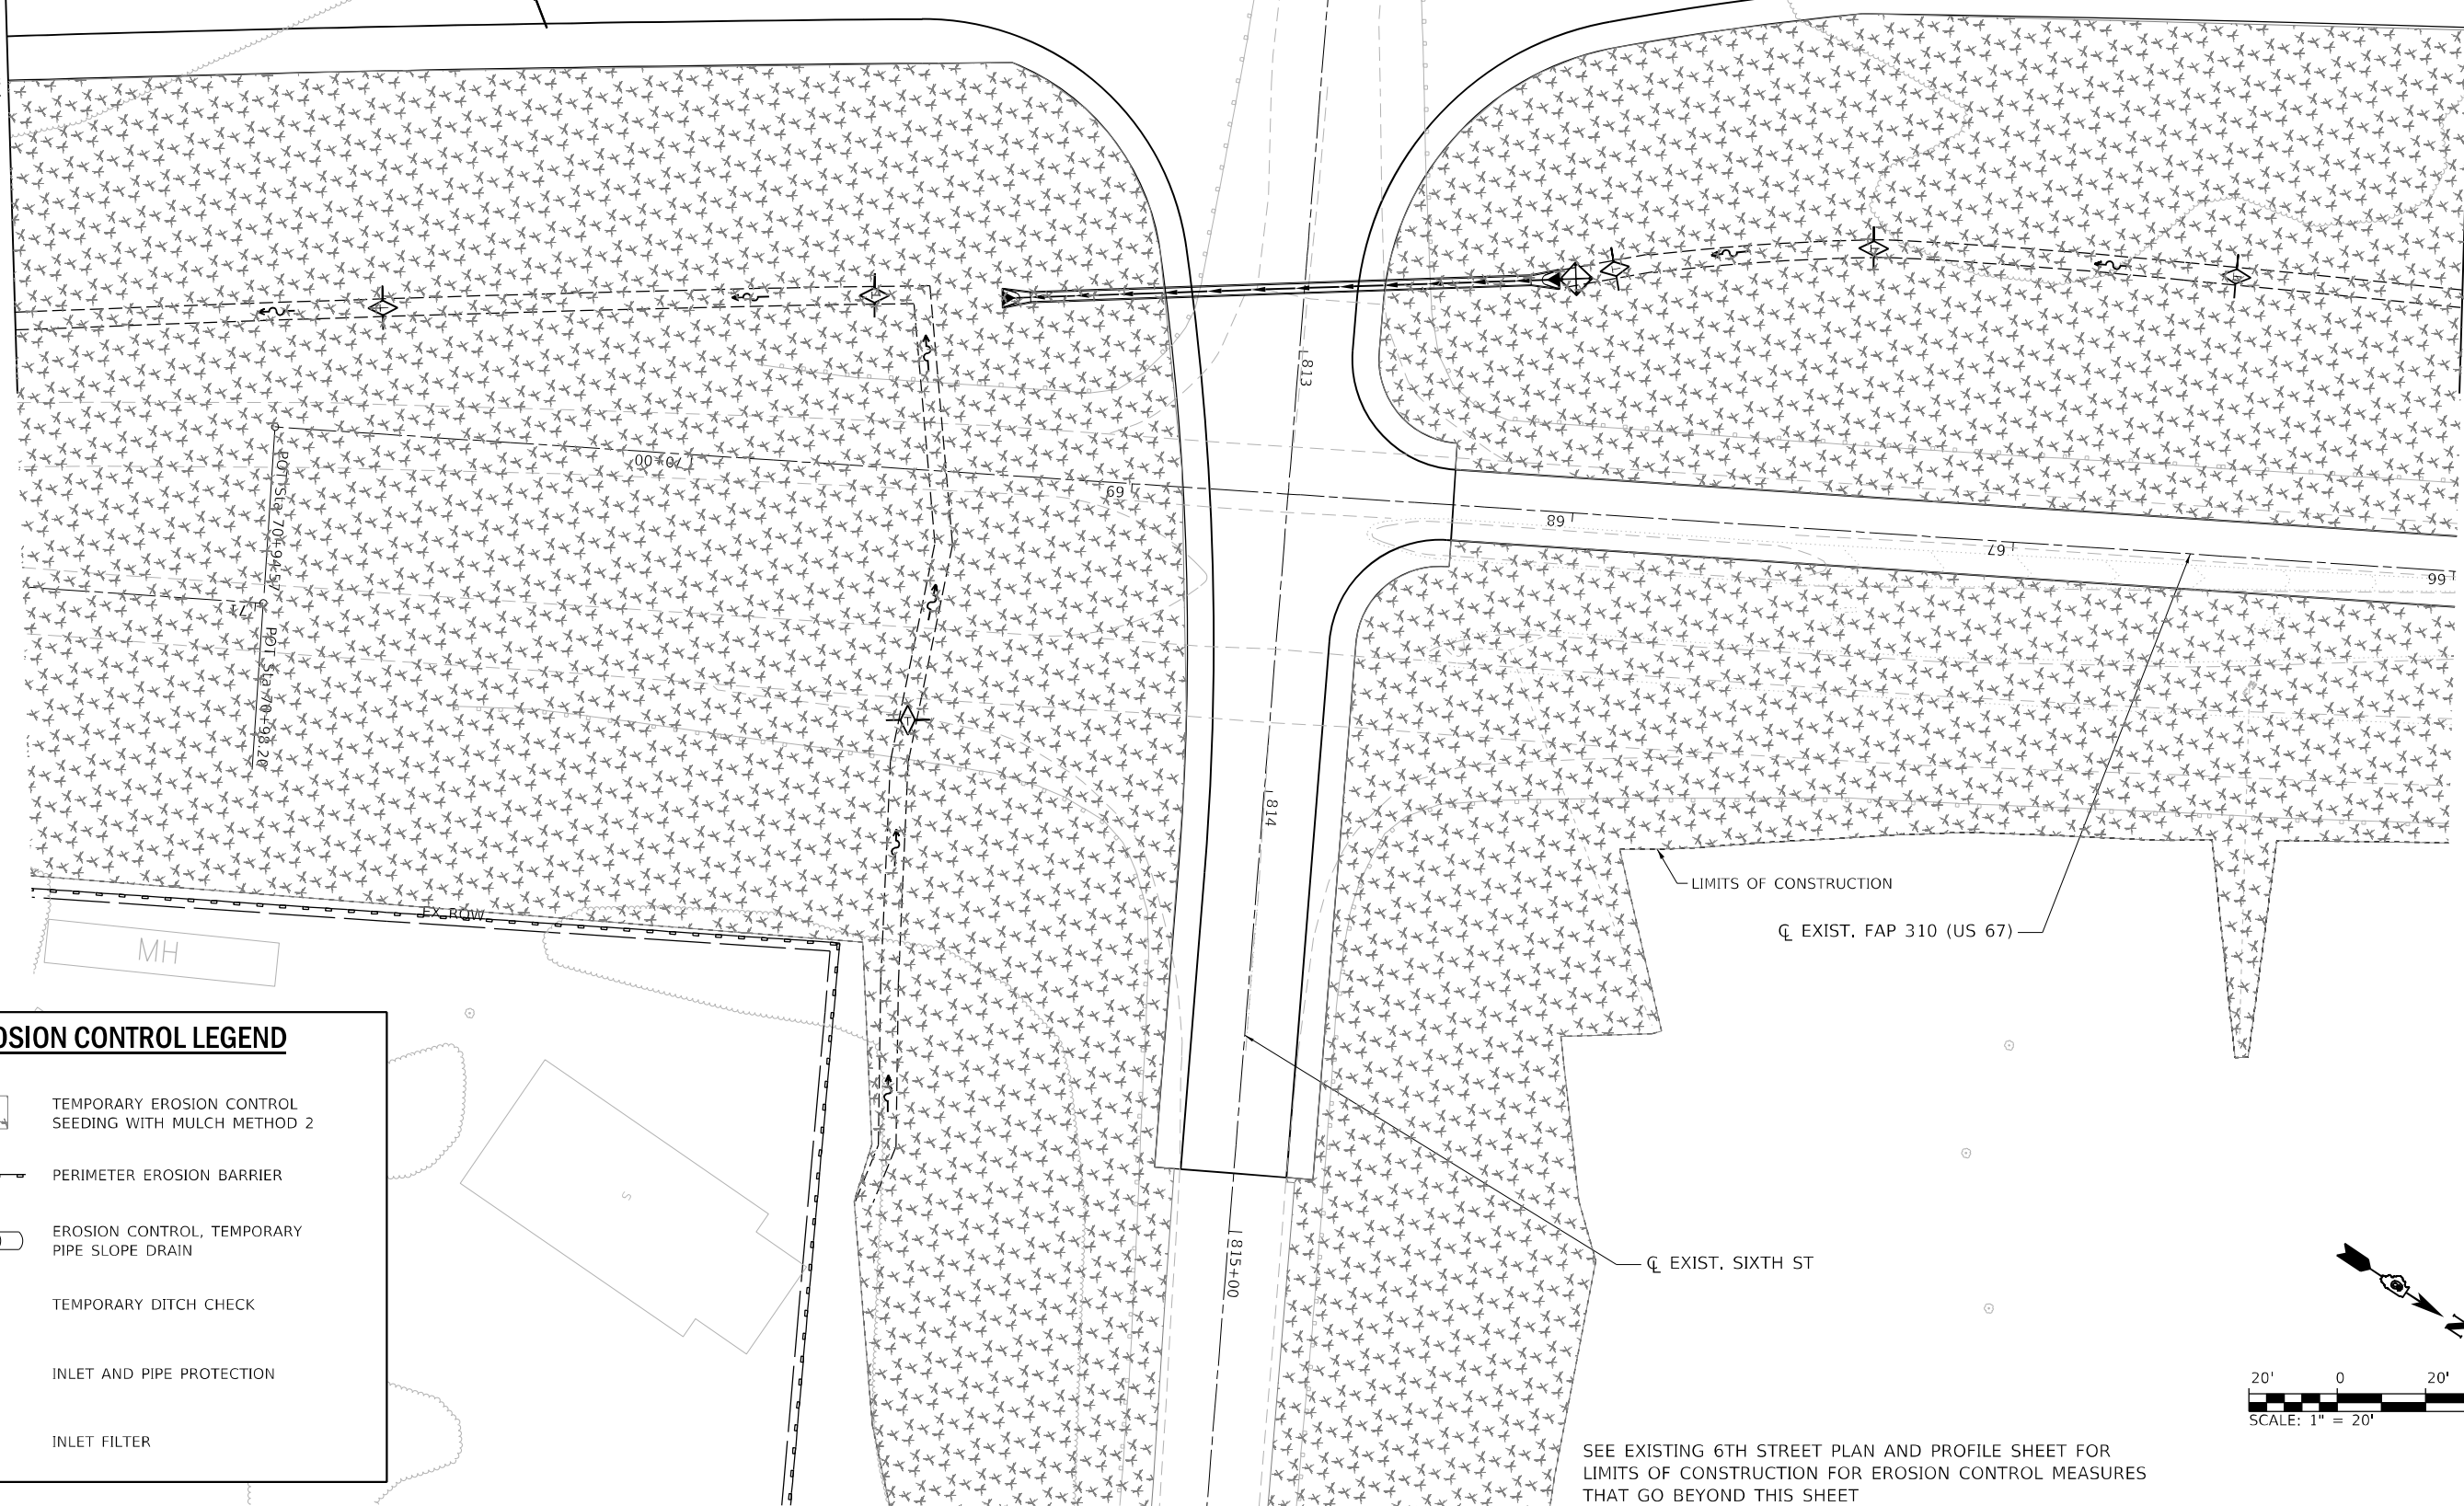 813
70+00
69
68
67
66
POT Sta 70+94.57
71
POT Sta 70+98.20
814
LIMITS OF CONSTRUCTION
℄ EXIST. FAP 310 (US 67)
EX ROW
MH
OSION CONTROL LEGEND
TEMPORARY EROSION CONTROL
SEEDING WITH MULCH METHOD 2
PERIMETER EROSION BARRIER
EROSION CONTROL, TEMPORARY
PIPE SLOPE DRAIN
TEMPORARY DITCH CHECK
INLET AND PIPE PROTECTION
INLET FILTER
S
815+00
℄ EXIST. SIXTH ST
N
20' 0 20'
SCALE: 1" = 20'
SEE EXISTING 6TH STREET PLAN AND PROFILE SHEET FOR
LIMITS OF CONSTRUCTION FOR EROSION CONTROL MEASURES
THAT GO BEYOND THIS SHEET